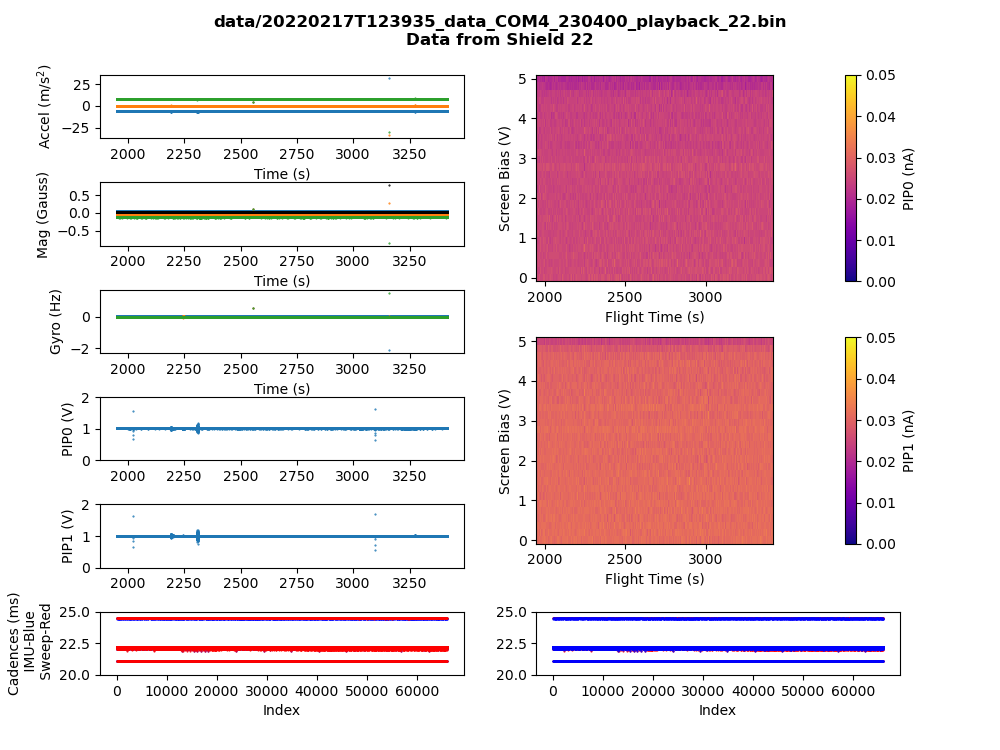 data/20220217T123935_data_COM4_230400_playback_22.bin
Data from Shield 22
Accel (m/s²)
25
0
−25
2000 2250 2500 2750 3000 3250
Time (s)
Mag (Gauss)
0.5
0.0
−0.5
2000 2250 2500 2750 3000 3250
Time (s)
Gyro (Hz)
0
−2
2000 2250 2500 2750 3000 3250
Time (s)
PIP0 (V)
2
1
0
2000 2250 2500 2750 3000 3250
PIP1 (V)
2
1
0
2000 2250 2500 2750 3000 3250
Cadences (ms)
IMU-Blue
Sweep-Red
25.0
22.5
20.0
0 10000 20000 30000 40000 50000 60000
Index
Screen Bias (V)
5
4
3
2
1
0
2000 2500 3000
Flight Time (s)
0.05
0.04
0.03
0.02
0.01
0.00
PIP0 (nA)
Screen Bias (V)
5
4
3
2
1
0
2000 2500 3000
Flight Time (s)
0.05
0.04
0.03
0.02
0.01
0.00
PIP1 (nA)
25.0
22.5
20.0
0 10000 20000 30000 40000 50000 60000
Index